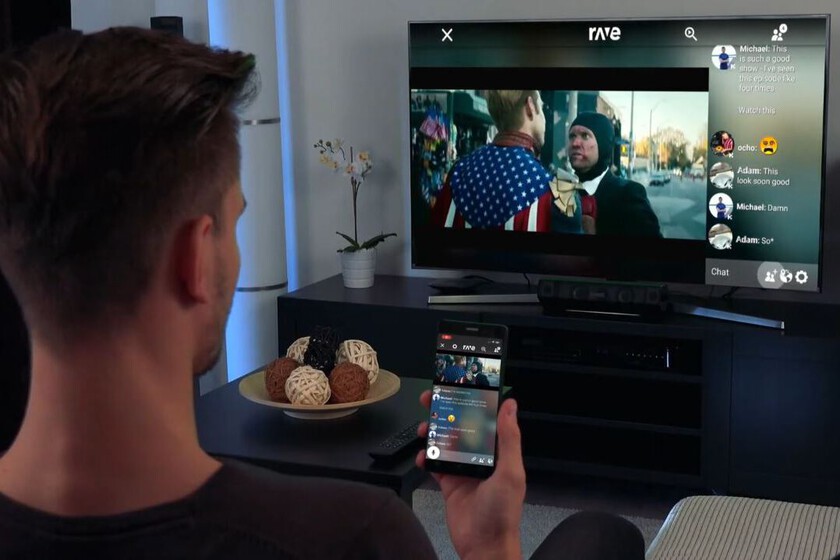 rave
Michael: This
is such a good
show - I've seen
this episode like
four times.
Watch this
ocho:
Adam: This
look soon good
Michael: Damn
Adam: So*
Chat
rave